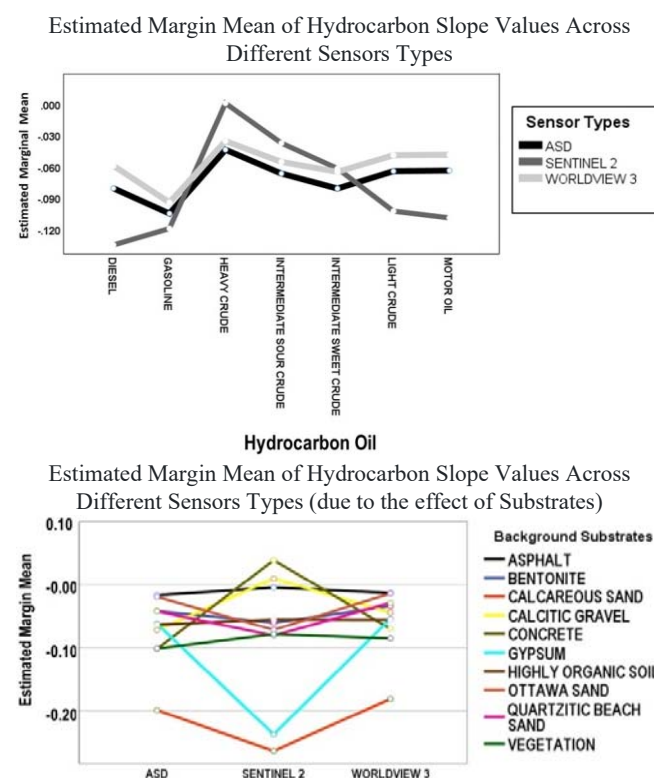 Estimated Margin Mean of Hydrocarbon Slope Values Across
Different Sensors Types
Estimated Marginal Mean
.000
-.030
-.060
-.090
-.120
DIESEL
GASOLINE
HEAVY CRUDE
INTERMEDIATE SOUR CRUDE
INTERMEDIATE SWEET CRUDE
LIGHT CRUDE
MOTOR OIL
Hydrocarbon Oil
Sensor Types
ASD
SENTINEL 2
WORLDVIEW 3
Estimated Margin Mean of Hydrocarbon Slope Values Across
Different Sensors Types (due to the effect of Substrates)
Estimated Margin Mean
0.10
-0.00
-0.10
-0.20
ASD
SENTINEL 2
WORLDVIEW 3
Background Substrates
ASPHALT
BENTONITE
CALCAREOUS SAND
CALCITIC GRAVEL
CONCRETE
GYPSUM
HIGHLY ORGANIC SOIL
OTTAWA SAND
QUARTZITIC BEACH
SAND
VEGETATION